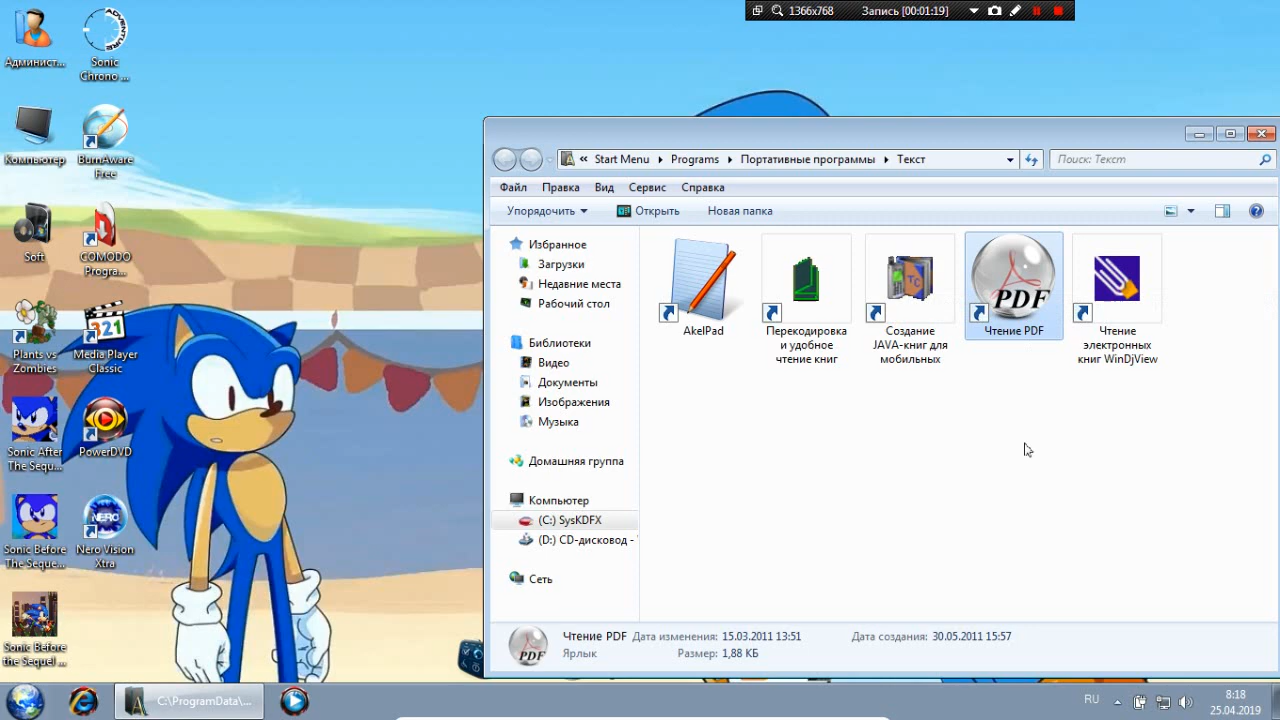 1366x768 Запись [00:01:19]
Админист...
ADVENTURE
Sonic
Chrono ...
Компьютер
BurnAware
Free
Soft
COMODO
Progra...
Plants vs
Zombies
321
Media Player
Classic
Sonic After
The Sequ...
PowerDVD
Sonic Before
The Seque...
NERO
Nero Vision
Xtra
Sonic Before
the Sequel ...
« Start Menu Programs Портативные программы Текст
Поиск: Текст
Файл Правка Вид Сервис Справка
Упорядочить Открыть Новая папка
Избранное
Загрузки
Недавние места
Рабочий стол
Библиотеки
Видео
Документы
Изображения
Музыка
Домашняя группа
Компьютер
(C:) SysKDFX
(D:) CD-дисковод -
Сеть
AkelPad
Перекодировка
и удобное
чтение книг
TC
Создание
JAVA-книг для
мобильных
PDF
Чтение PDF
Чтение
электронных
книг WinDjView
PDF
Чтение PDF Дата изменения: 15.03.2011 13:51 Дата создания: 30.05.2011 15:57
Ярлык Размер: 1,88 КБ
C:\ProgramData\...
RU
8:18
25.04.2019